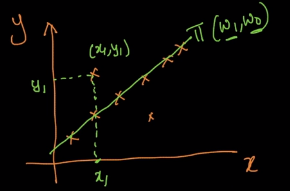 y
(x₁,y₁)
π (w₁,w₀)
y₁
x₁
x